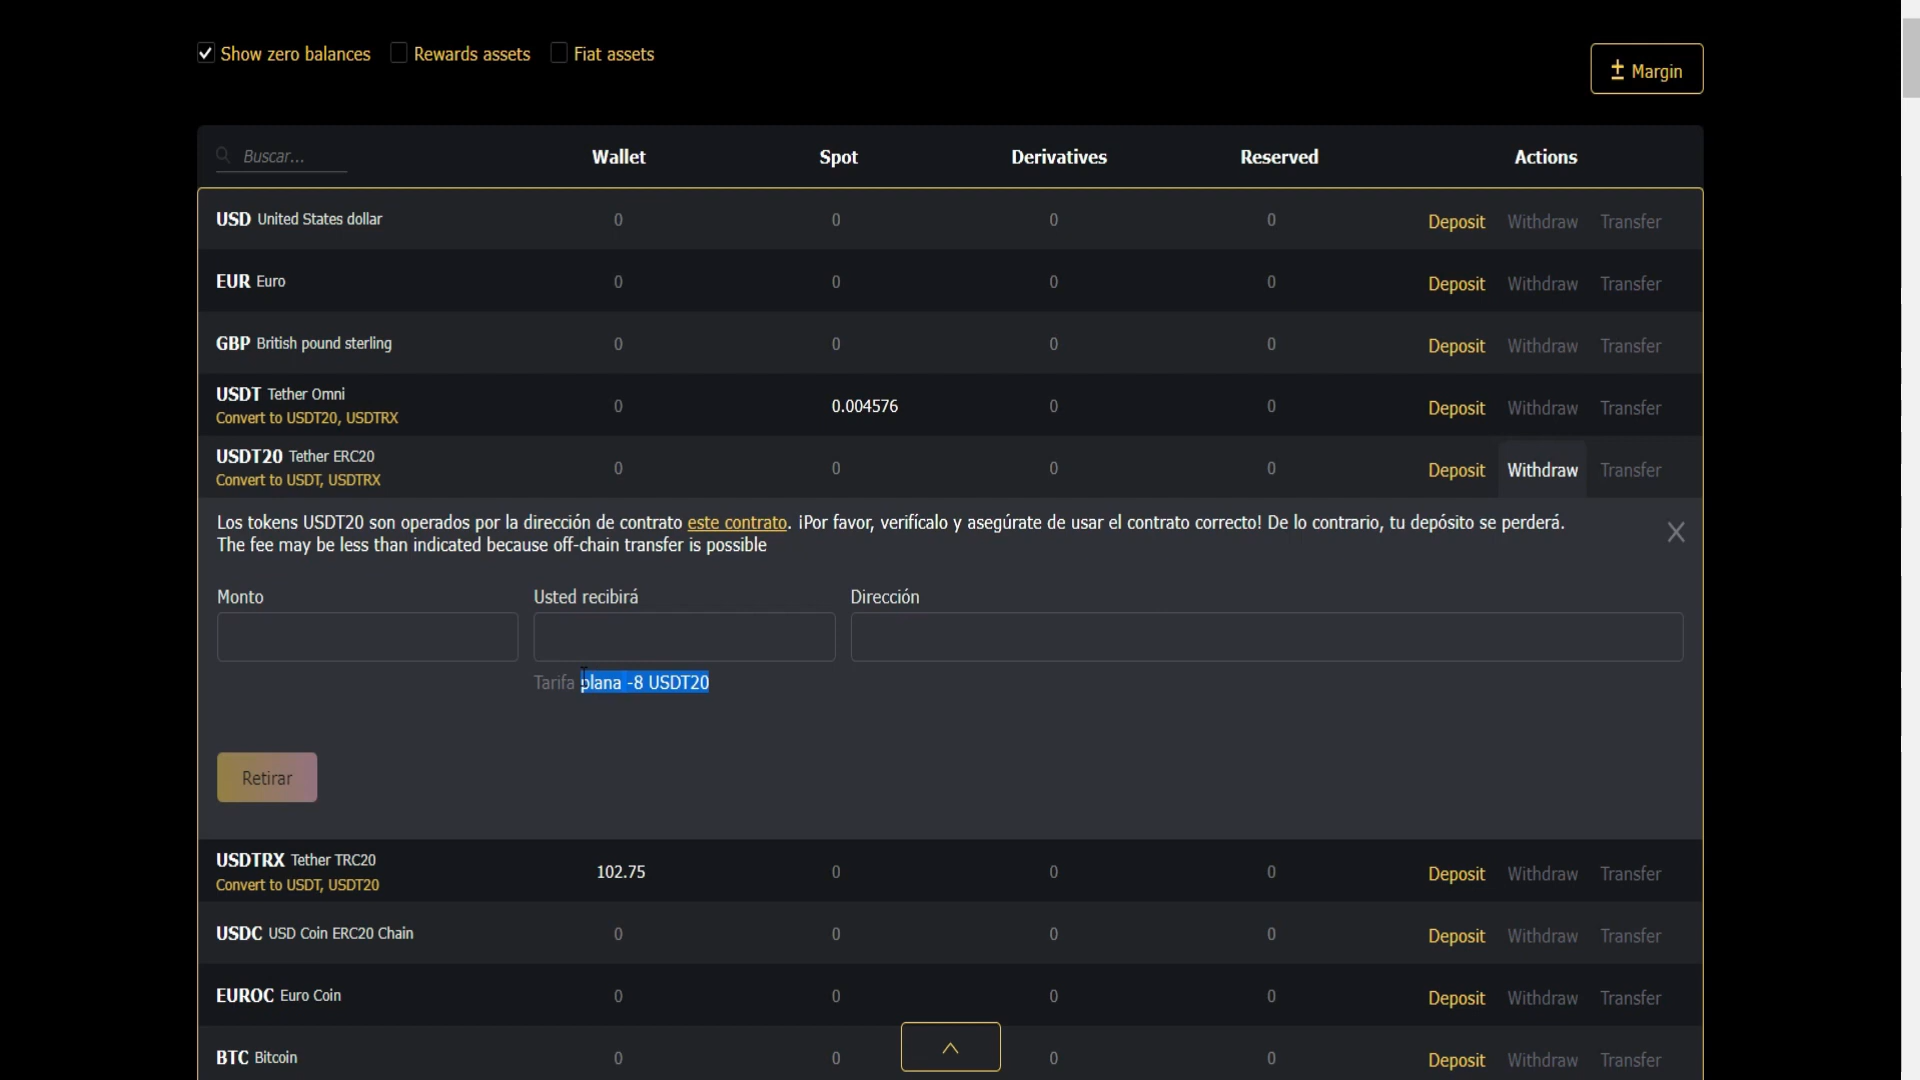 Show zero balances Rewards assets Fiat assets
± Margin
Buscar... Wallet Spot Derivatives Reserved Actions
USD United States dollar 0 0 0 0 Deposit Withdraw Transfer
EUR Euro 0 0 0 0 Deposit Withdraw Transfer
GBP British pound sterling 0 0 0 0 Deposit Withdraw Transfer
USDT Tether Omni
Convert to USDT20, USDTRX
0 0.004576 0 0 Deposit Withdraw Transfer
USDT20 Tether ERC20
Convert to USDT, USDTRX
0 0 0 0 Deposit Withdraw Transfer
Los tokens USDT20 son operados por la dirección de contrato este contrato. ¡Por favor, verifícalo y asegúrate de usar el contrato correcto! De lo contrario, tu depósito se perderá.
The fee may be less than indicated because off-chain transfer is possible
Monto Usted recibirá Dirección
Tarifa plana -8 USDT20
Retirar
USDTRX Tether TRC20
Convert to USDT, USDT20
102.75 0 0 0 Deposit Withdraw Transfer
USDC USD Coin ERC20 Chain 0 0 0 0 Deposit Withdraw Transfer
EUROC Euro Coin 0 0 0 0 Deposit Withdraw Transfer
BTC Bitcoin 0 0 0 0 Deposit Withdraw Transfer